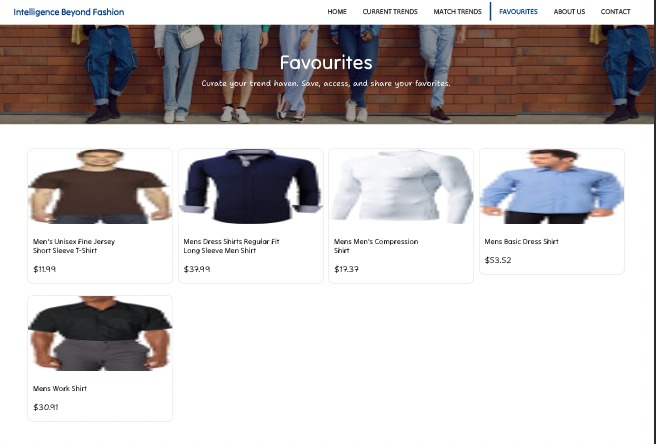 Intelligence Beyond Fashion
HOME CURRENT TRENDS MATCH TRENDS FAVOURITES ABOUT US CONTACT
Favourites
Curate your trend haven. Save, access, and share your favorites.
Men's Unisex Fine Jersey
Short Sleeve T-Shirt
$11.99
Mens Dress Shirts Regular Fit
Long Sleeve Men Shirt
$37.99
Mens Men's Compression
Shirt
$17.37
Mens Basic Dress Shirt
$53.52
Mens Work Shirt
$30.91